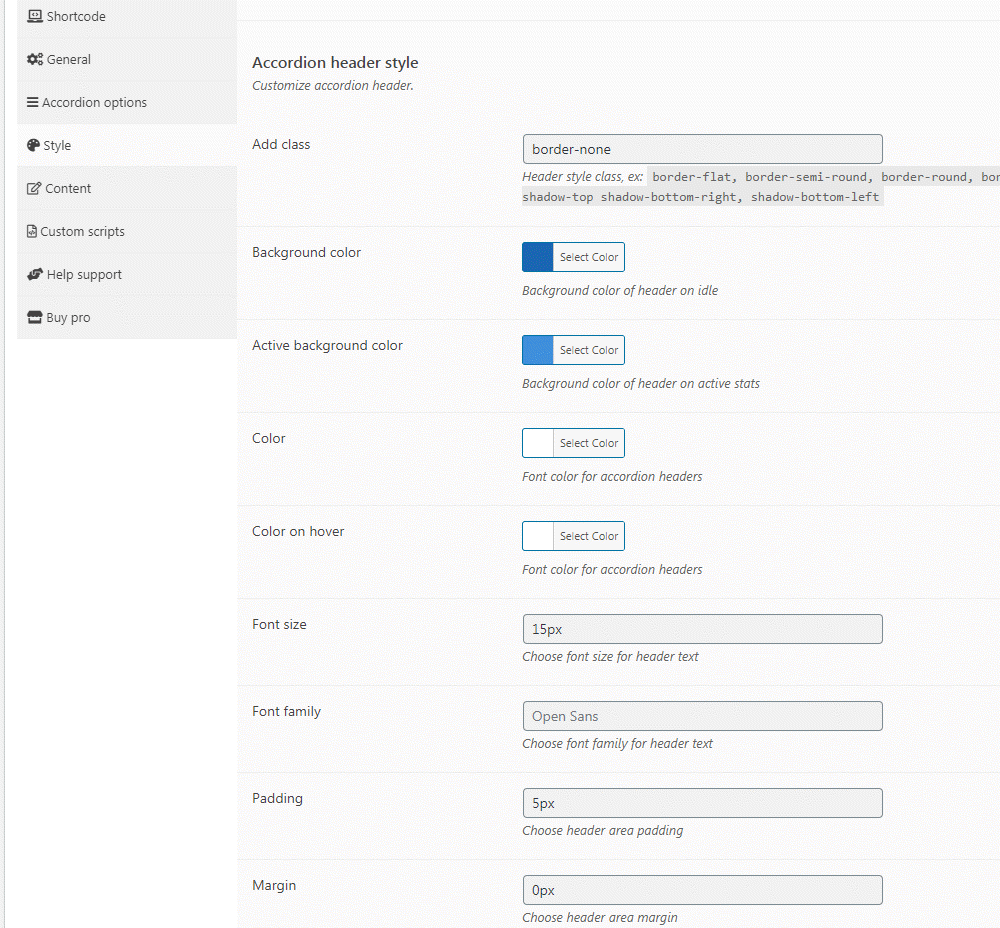 Shortcode
General
Accordion options
Style
Content
Custom scripts
Help support
Buy pro
Accordion header style
Customize accordion header.
Add class
border-none
Header style class, ex: border-flat, border-semi-round, border-round, bor
shadow-top shadow-bottom-right, shadow-bottom-left
Background color
Select Color
Background color of header on idle
Active background color
Select Color
Background color of header on active stats
Color
Select Color
Font color for accordion headers
Color on hover
Select Color
Font color for accordion headers
Font size
15px
Choose font size for header text
Font family
Open Sans
Choose font family for header text
Padding
5px
Choose header area padding
Margin
0px
Choose header area margin